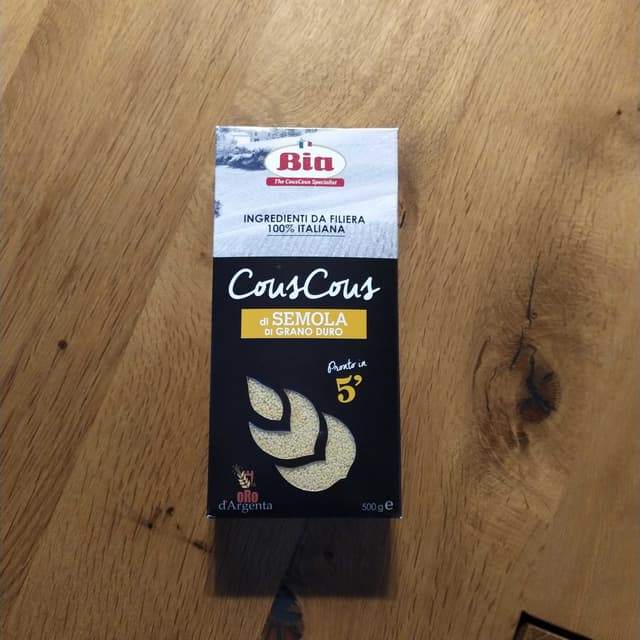 Bia
The CousCous Specialist
INGREDIENTI DA FILIERA
100% ITALIANA
CousCous
di SEMOLA
DI GRANO DURO
Pronto in
5'
oRo
d'Argenta
500 g e